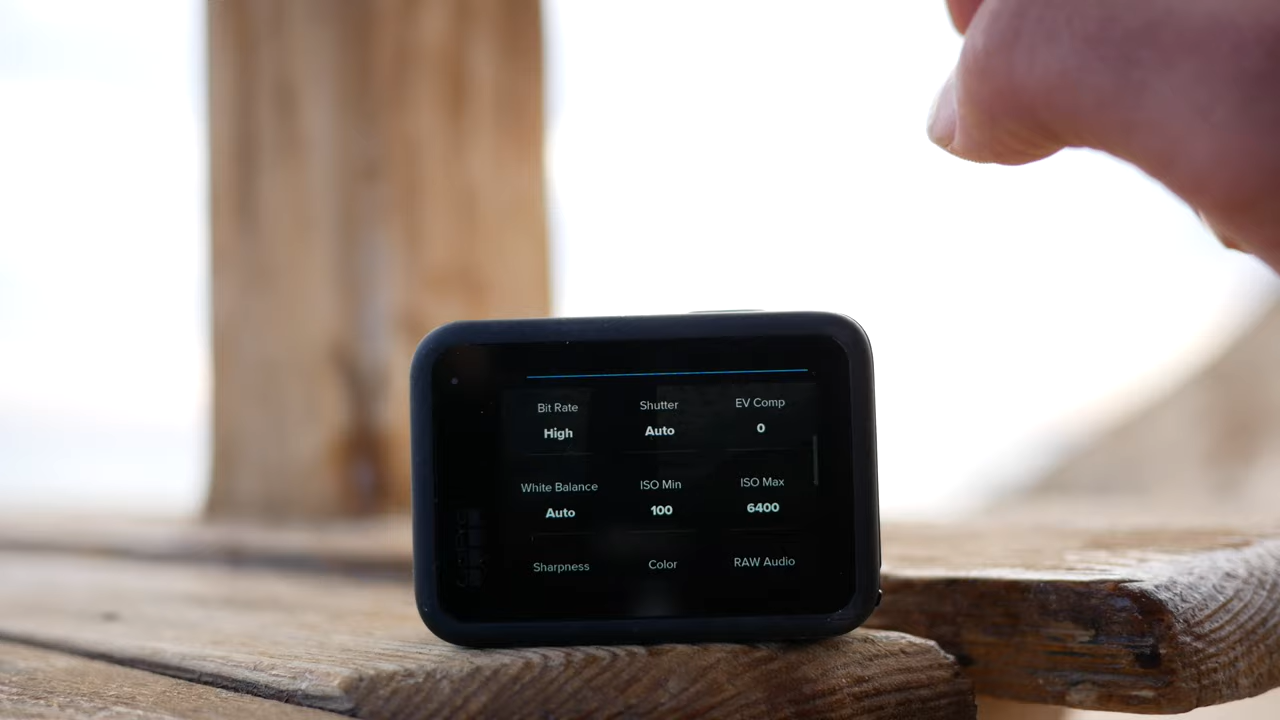 Bit Rate Shutter EV Comp
High Auto 0
White Balance ISO Min ISO Max
Auto 100 6400
Sharpness Color RAW Audio